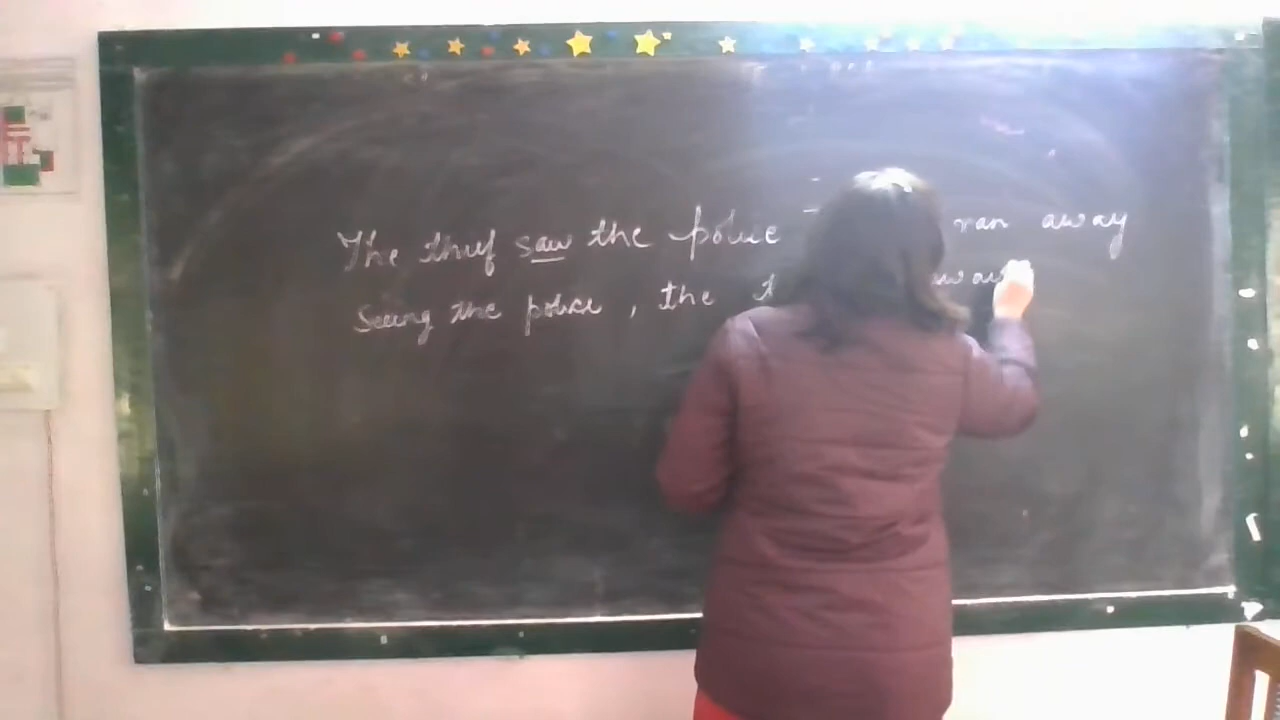 The thief saw the police ran away
Seeing the police , the away